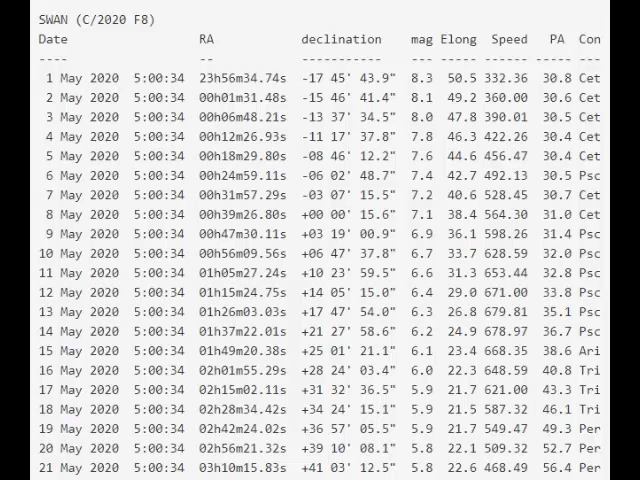 SWAN (C/2020 F8)
Date RA declination mag Elong Speed PA Con
---- -- ----------- --- ----- ------ ----- ---
1 May 2020 5:00:34 23h56m34.74s -17 45' 43.9" 8.3 50.5 332.36 30.8 Cet
2 May 2020 5:00:34 00h01m31.48s -15 46' 41.4" 8.1 49.2 360.00 30.6 Cet
3 May 2020 5:00:34 00h06m48.21s -13 37' 34.5" 8.0 47.8 390.01 30.5 Cet
4 May 2020 5:00:34 00h12m26.93s -11 17' 37.8" 7.8 46.3 422.26 30.4 Cet
5 May 2020 5:00:34 00h18m29.80s -08 46' 12.2" 7.6 44.6 456.47 30.4 Cet
6 May 2020 5:00:34 00h24m59.11s -06 02' 48.7" 7.4 42.7 492.13 30.5 Psc
7 May 2020 5:00:34 00h31m57.29s -03 07' 15.5" 7.2 40.6 528.45 30.7 Cet
8 May 2020 5:00:34 00h39m26.80s +00 00' 15.6" 7.1 38.4 564.30 31.0 Cet
9 May 2020 5:00:34 00h47m30.11s +03 19' 00.9" 6.9 36.1 598.26 31.4 Psc
10 May 2020 5:00:34 00h56m09.56s +06 47' 37.8" 6.7 33.7 628.59 32.0 Psc
11 May 2020 5:00:34 01h05m27.24s +10 23' 59.5" 6.6 31.3 653.44 32.8 Psc
12 May 2020 5:00:34 01h15m24.75s +14 05' 15.0" 6.4 29.0 671.00 33.8 Psc
13 May 2020 5:00:34 01h26m03.03s +17 47' 54.0" 6.3 26.8 679.81 35.1 Psc
14 May 2020 5:00:34 01h37m22.01s +21 27' 58.6" 6.2 24.9 678.97 36.7 Psc
15 May 2020 5:00:34 01h49m20.38s +25 01' 21.1" 6.1 23.4 668.35 38.6 Ari
16 May 2020 5:00:34 02h01m55.29s +28 24' 03.4" 6.0 22.3 648.59 40.8 Tri
17 May 2020 5:00:34 02h15m02.11s +31 32' 36.5" 5.9 21.7 621.00 43.3 Tri
18 May 2020 5:00:34 02h28m34.42s +34 24' 15.1" 5.9 21.5 587.32 46.1 Tri
19 May 2020 5:00:34 02h42m24.02s +36 57' 05.5" 5.9 21.7 549.47 49.3 Per
20 May 2020 5:00:34 02h56m21.32s +39 10' 08.1" 5.8 22.1 509.32 52.7 Per
21 May 2020 5:00:34 03h10m15.83s +41 03' 12.5" 5.8 22.6 468.49 56.4 Per